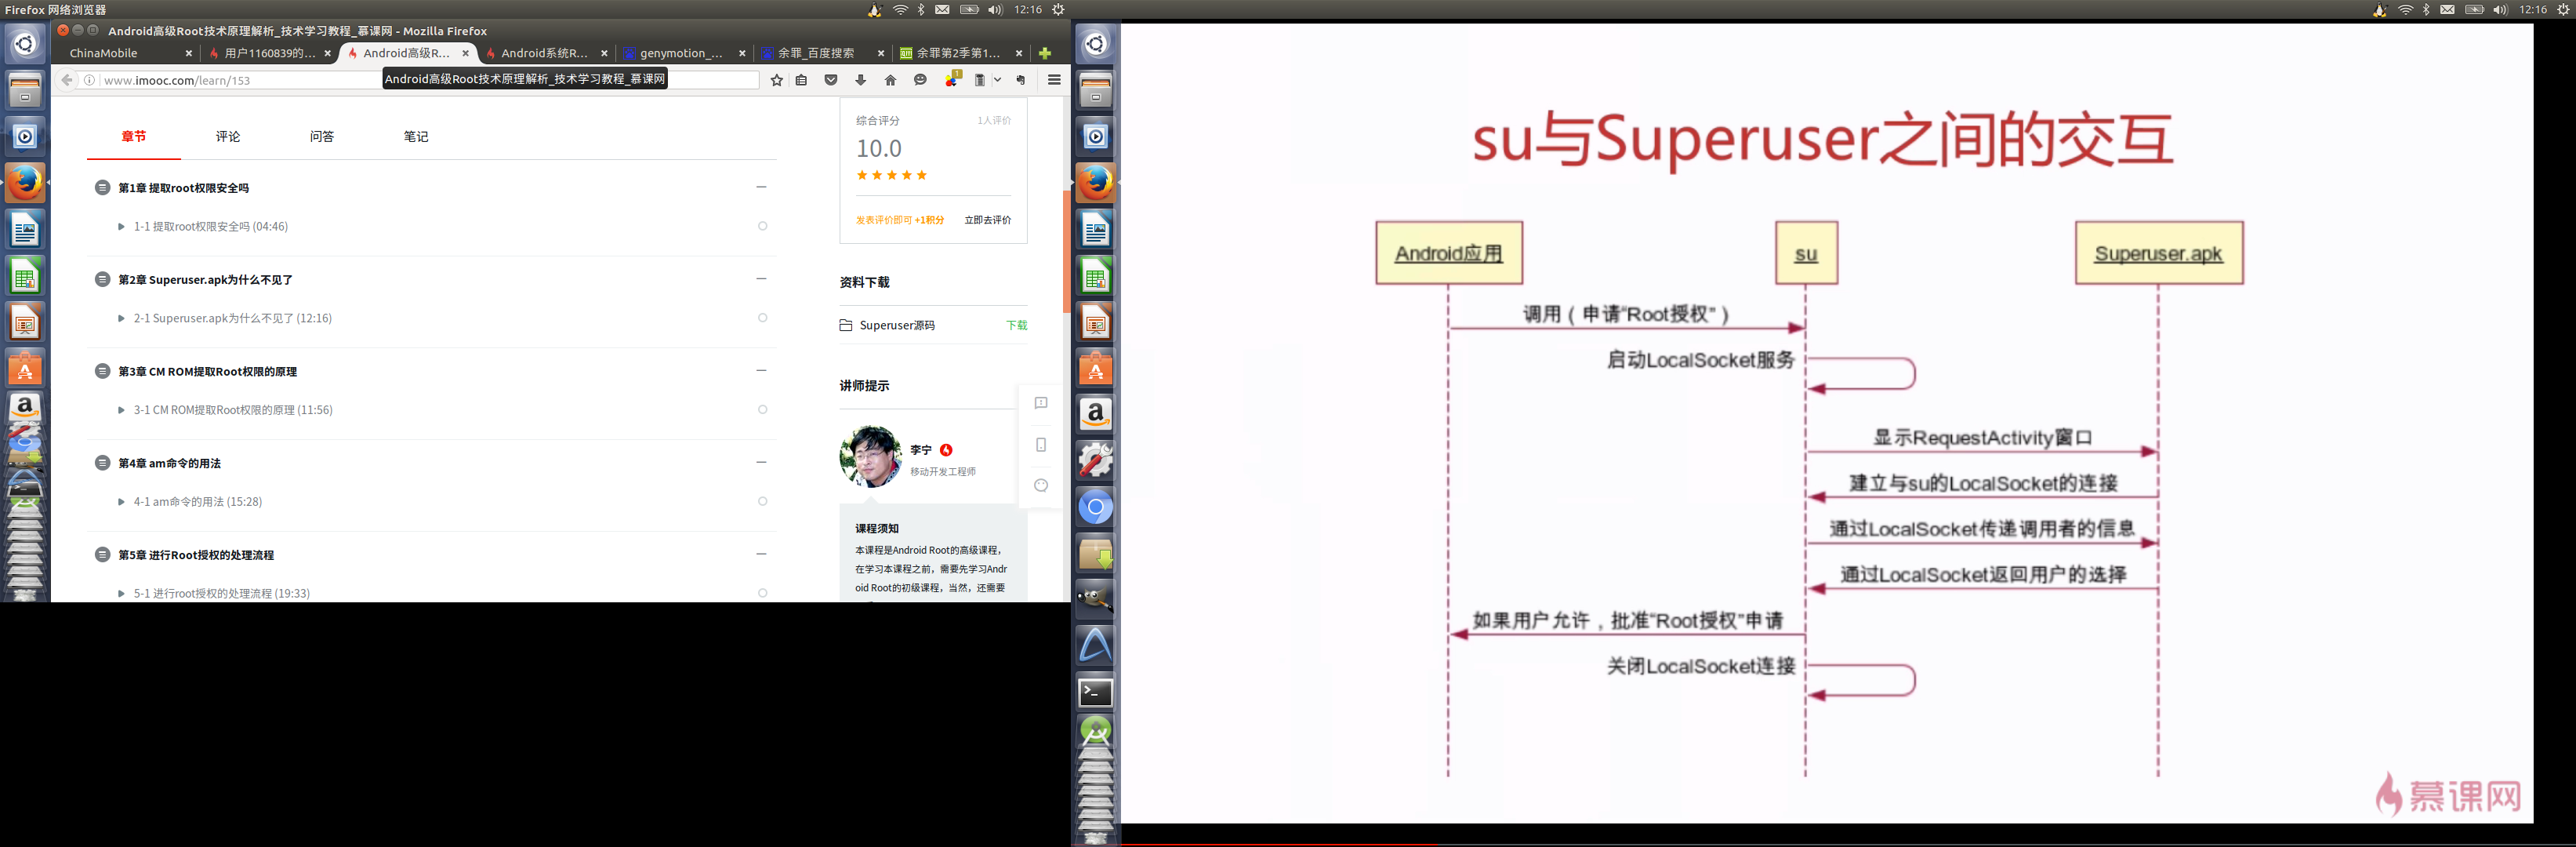 Firefox 网络浏览器
12:16
12:16
Android高级Root技术原理解析_技术学习教程_慕课网 - Mozilla Firefox
ChinaMobile
用户1160839的...
Android高级R...
Android系统R...
genymotion_...
余罪_百度搜索
余罪第2季第1...
www.imooc.com/learn/153
Android高级Root技术原理解析_技术学习教程_慕课网
1
章节
评论
问答
笔记
第1章 提取root权限安全吗
1-1 提取root权限安全吗 (04:46)
第2章 Superuser.apk为什么不见了
2-1 Superuser.apk为什么不见了 (12:16)
第3章 CM ROM提取Root权限的原理
3-1 CM ROM提取Root权限的原理 (11:56)
第4章 am命令的用法
4-1 am命令的用法 (15:28)
第5章 进行Root授权的处理流程
5-1 进行root授权的处理流程 (19:33)
综合评分
1人评价
10.0
发表评价即可 +1积分
立即去评价
资料下载
Superuser源码
下载
讲师提示
李宁
移动开发工程师
课程须知
本课程是Android Root的高级课程，
在学习本课程之前，需要先学习Andr
oid Root的初级课程，当然，还需要
su与Superuser之间的交互
Android应用
su
Superuser.apk
调用（申请“Root授权”）
启动LocalSocket服务
显示RequestActivity窗口
建立与su的LocalSocket的连接
通过LocalSocket传递调用者的信息
通过LocalSocket返回用户的选择
如果用户允许，批准“Root授权”申请
关闭LocalSocket连接
慕课网